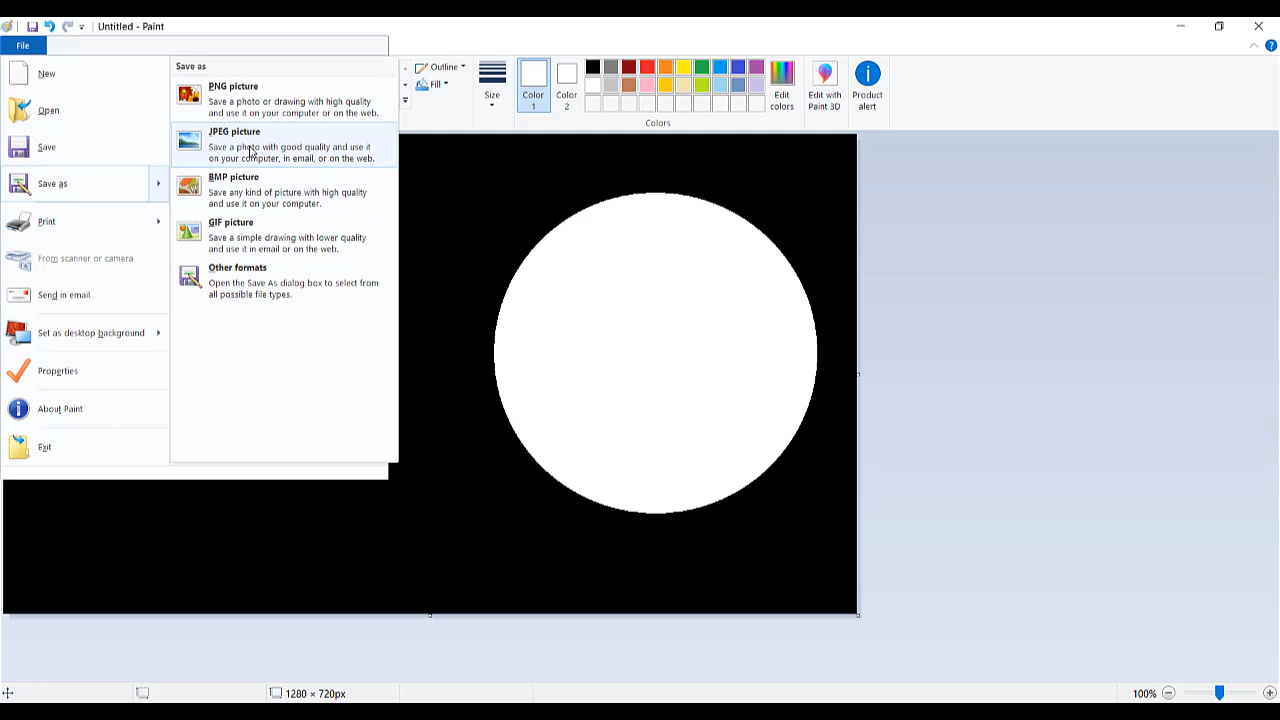 Untitled - Paint
File
New
Open
Save
Save as
Print
From scanner or camera
Send in email
Set as desktop background
Properties
About Paint
Exit
Save as
PNG picture
Save a photo or drawing with high quality
and use it on your computer or on the web.
JPEG picture
Save a photo with good quality and use it
on your computer, in email, or on the web.
BMP picture
Save any kind of picture with high quality
and use it on your computer.
GIF picture
Save a simple drawing with lower quality
and use it in email or on the web.
Other formats
Open the Save As dialog box to select from
all possible file types.
Outline
Fill
Size
Color
1
Color
2
Edit
colors
Edit with
Paint 3D
Product
alert
Colors
1280 × 720px
100%